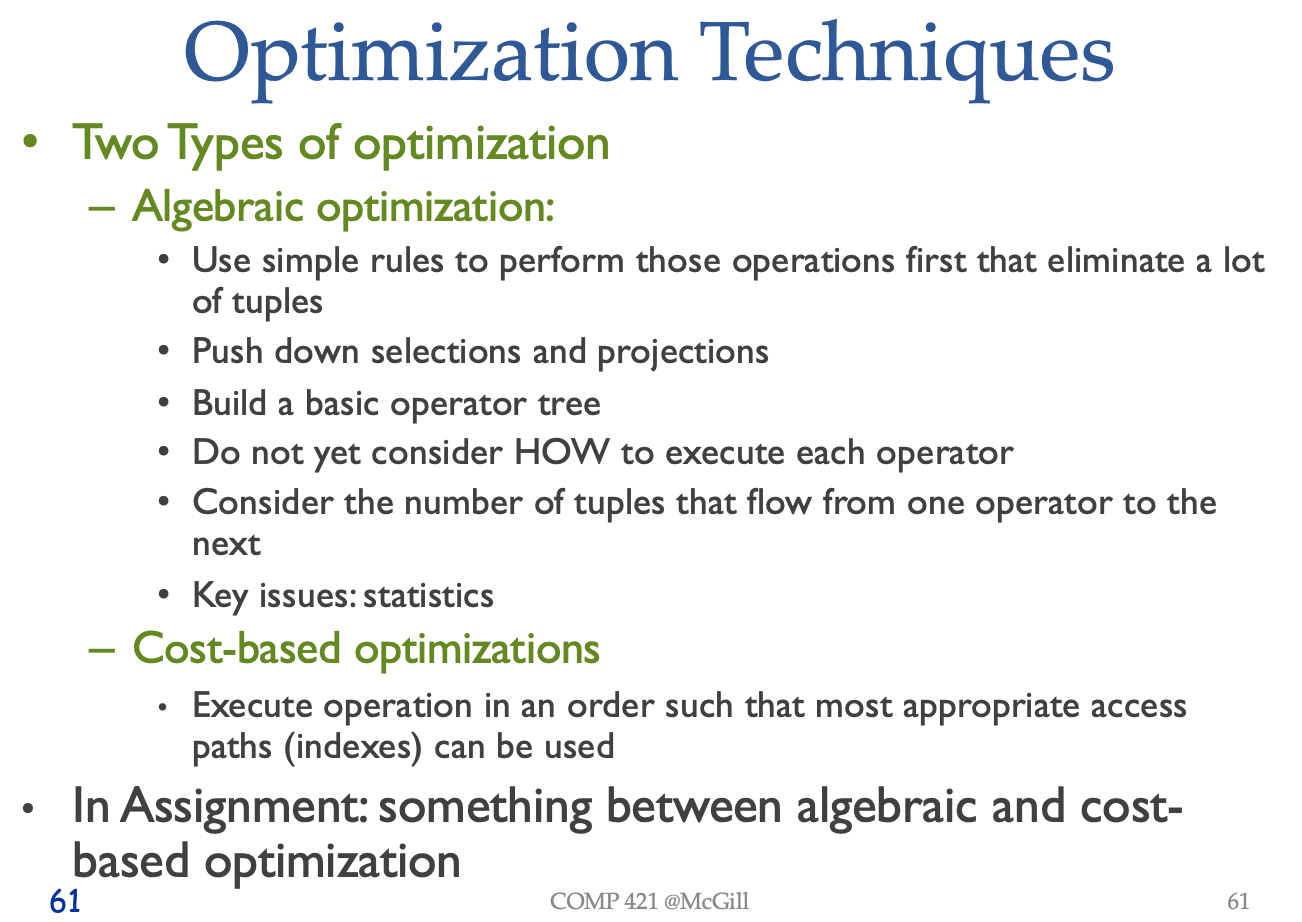 Optimization Techniques
• Two Types of optimization
– Algebraic optimization:
• Use simple rules to perform those operations first that eliminate a lot
of tuples
• Push down selections and projections
• Build a basic operator tree
• Do not yet consider HOW to execute each operator
• Consider the number of tuples that flow from one operator to the
next
• Key issues: statistics
– Cost-based optimizations
• Execute operation in an order such that most appropriate access
paths (indexes) can be used
• In Assignment: something between algebraic and cost-
based optimization
61 COMP 421 @McGill 61